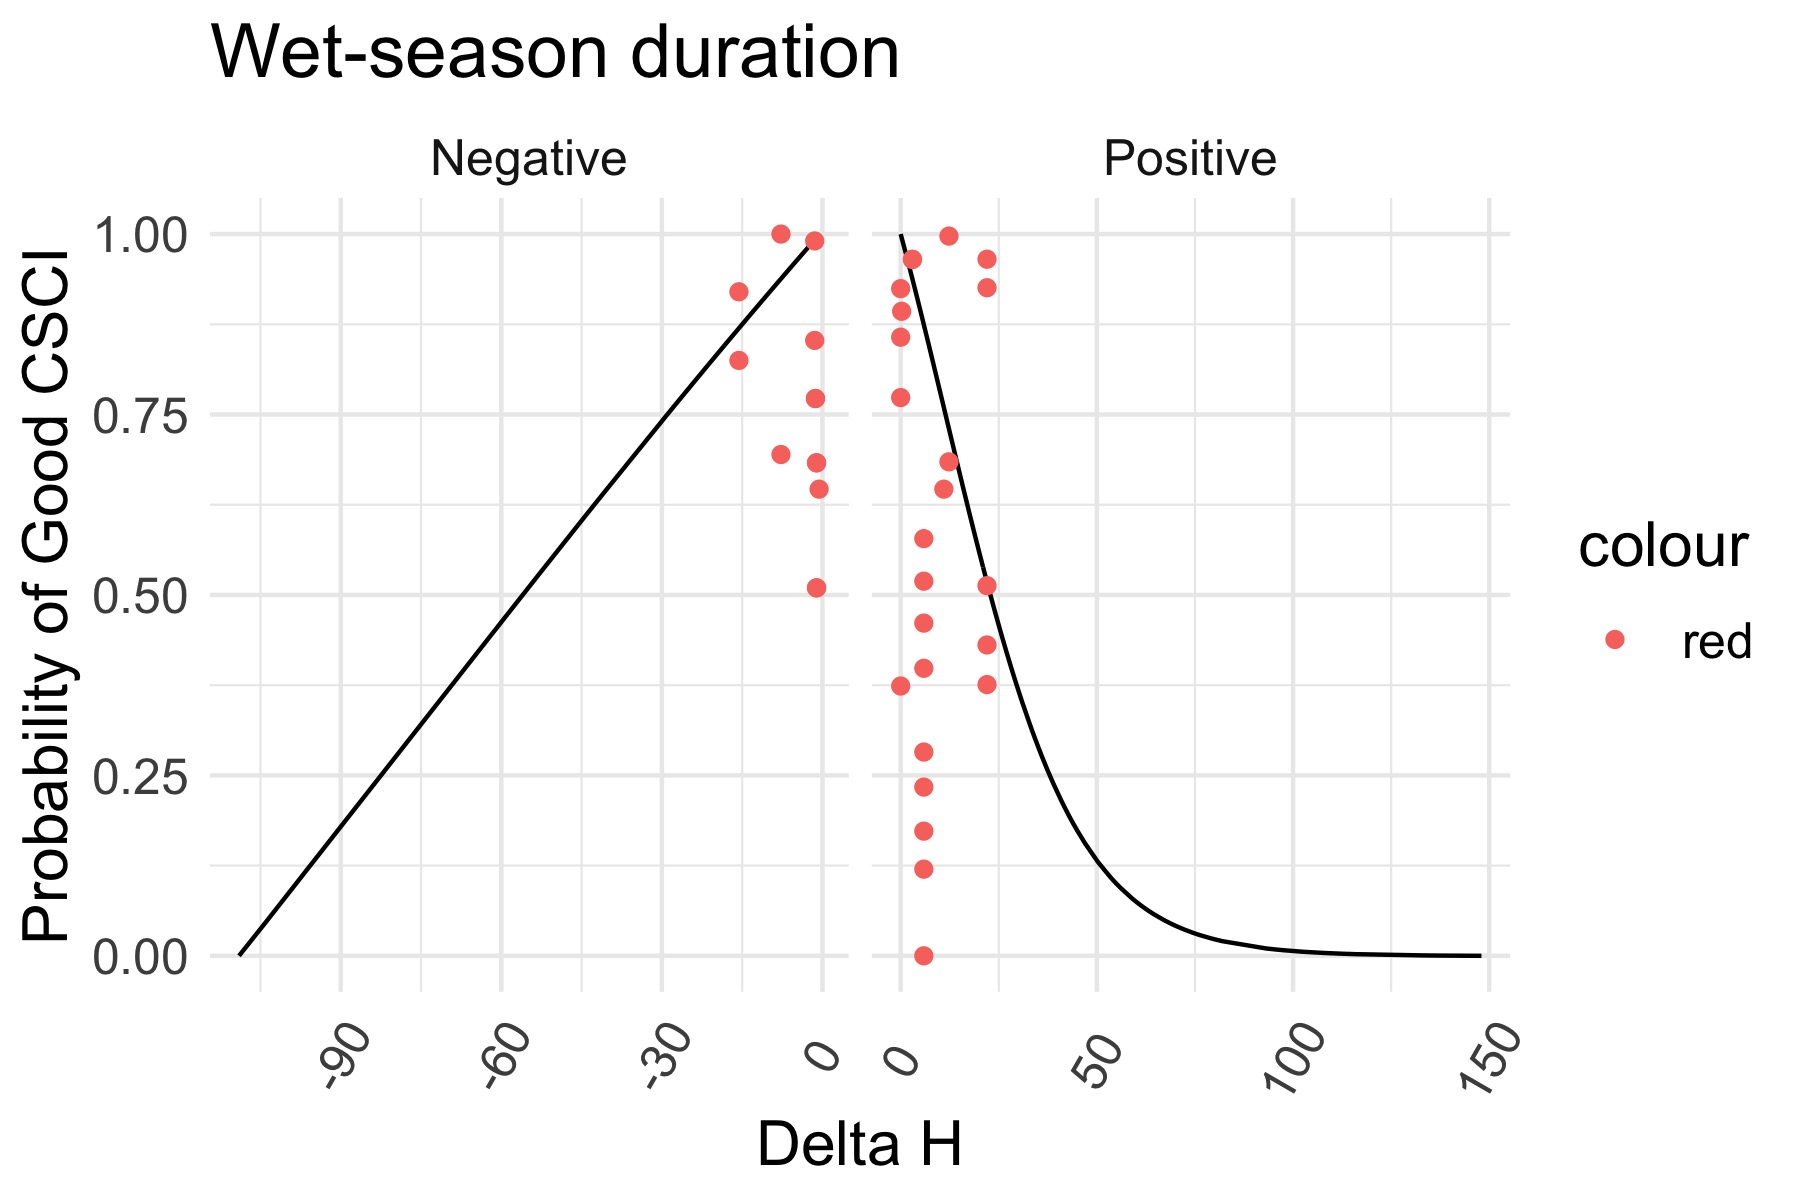 Wet-season duration
Negative
Positive
Probability of Good CSCI
1.00
0.75
0.50
0.25
0.00
-90
-60
-30
0
0
50
100
150
Delta H
colour
red